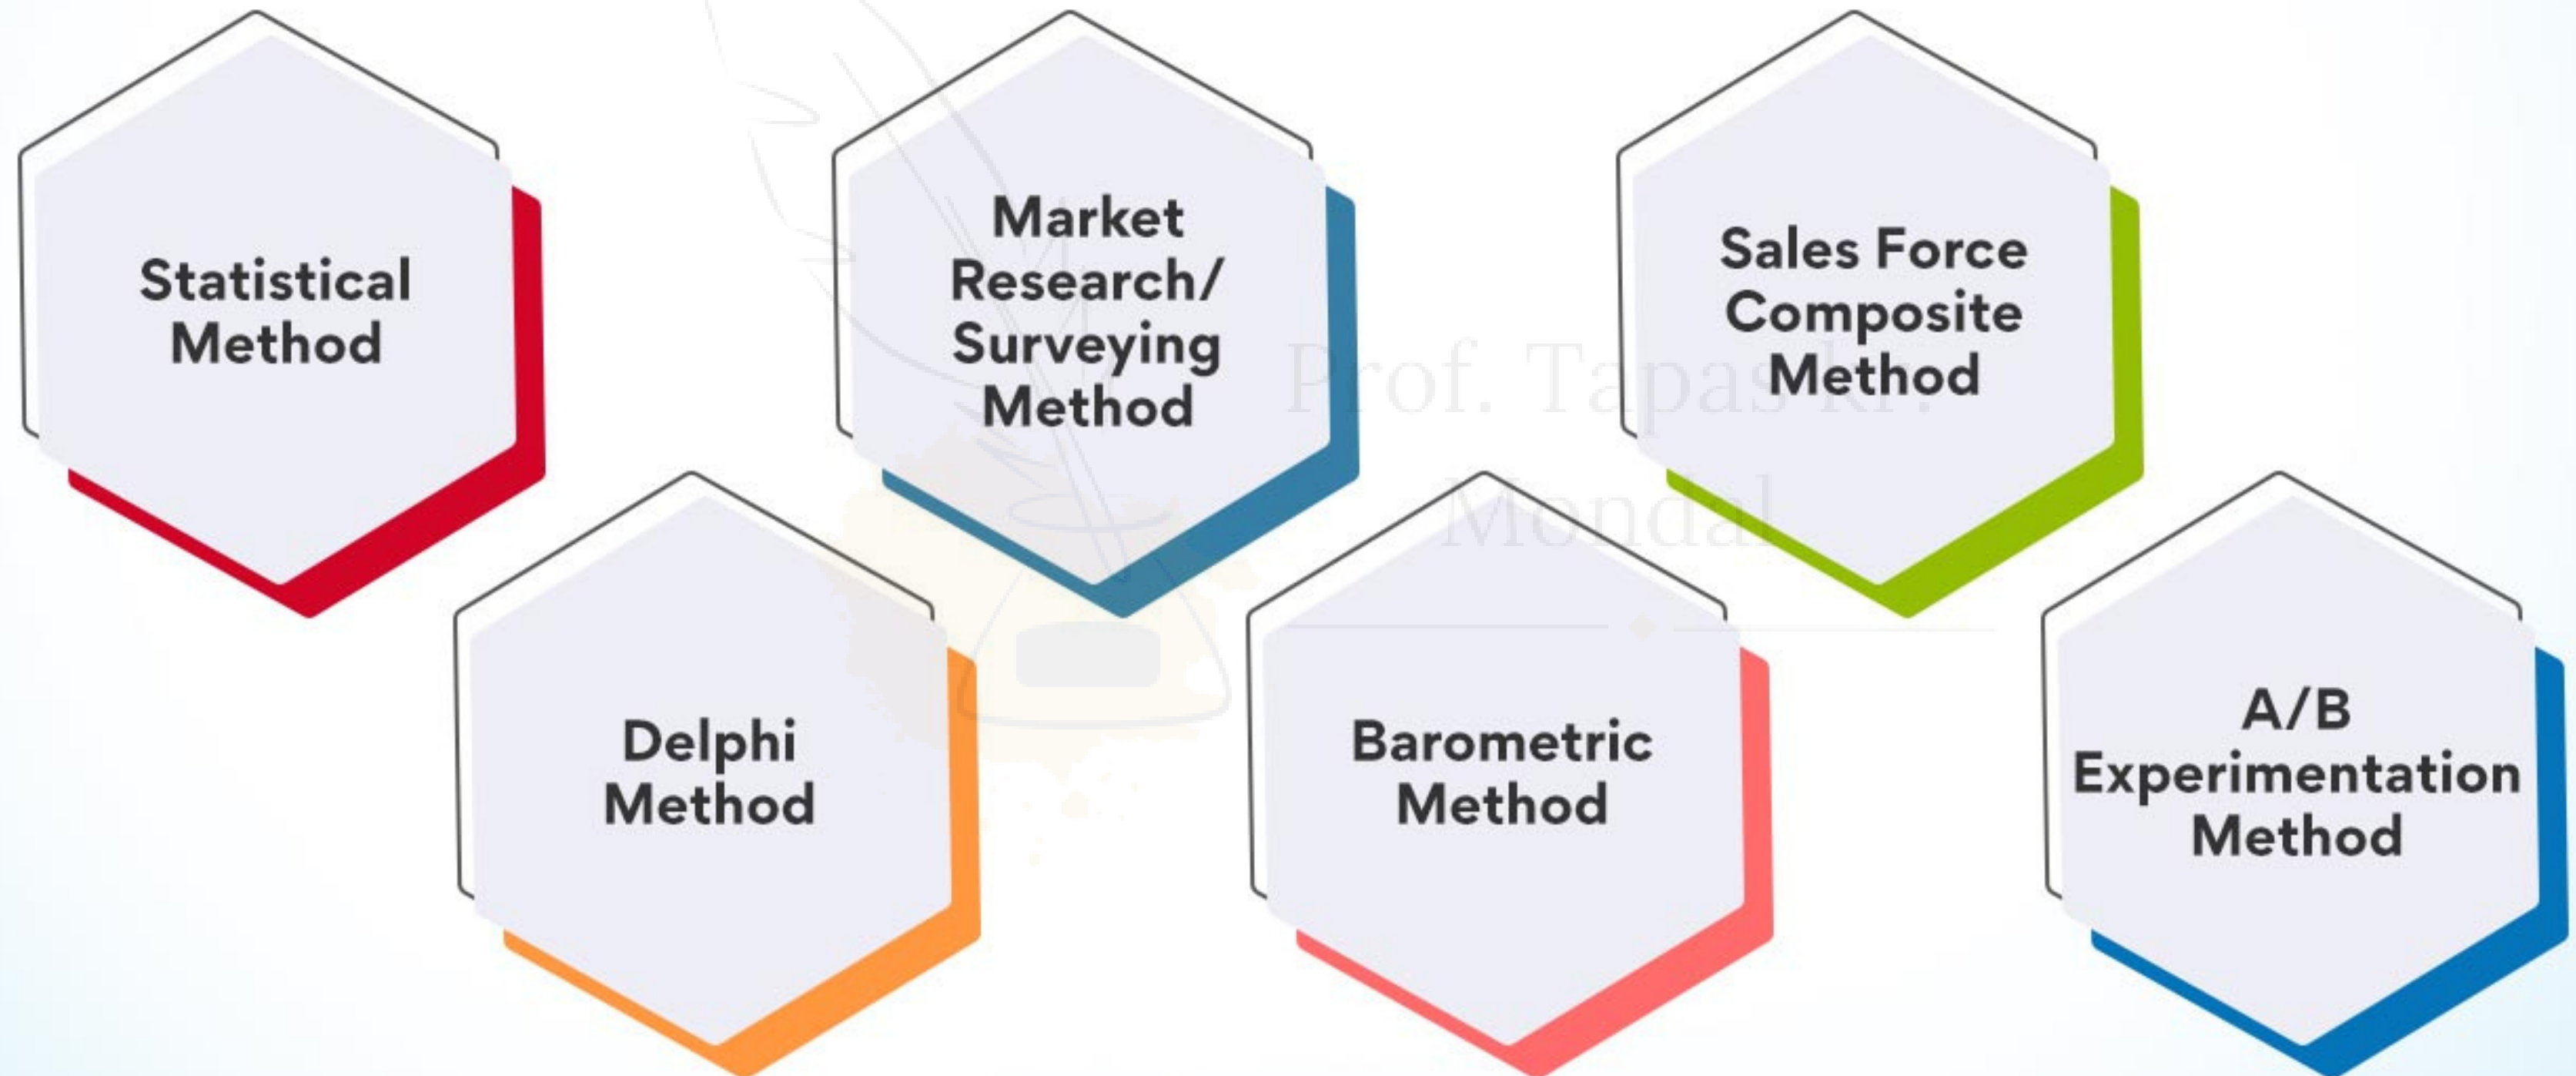 Statistical
Method
Market
Research/
Surveying
Method
Sales Force
Composite
Method
Prof. Tapas kr.
Mondal
Delphi
Method
Barometric
Method
A/B
Experimentation
Method